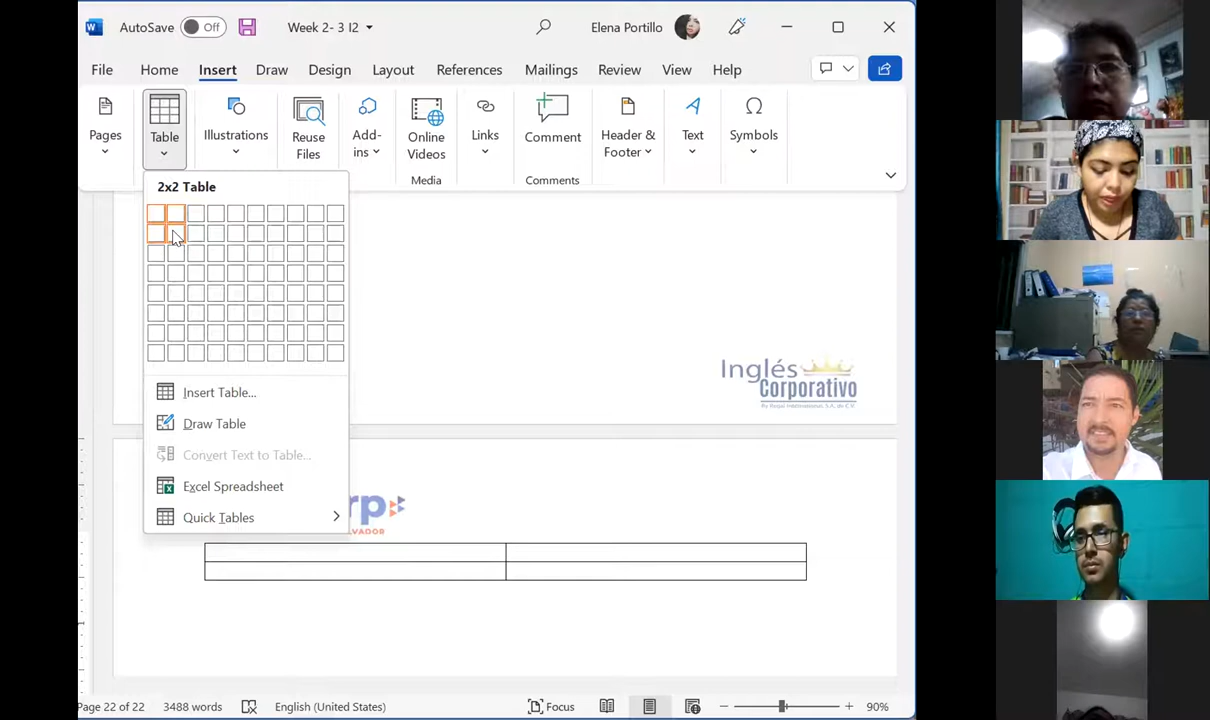 AutoSave Off Week 2- 3 I2 Elena Portillo
File Home Insert Draw Design Layout References Mailings Review View Help
Pages Table Illustrations Reuse Files Add-ins Online Videos Links Comment Header & Footer Text Symbols
Media Comments
2x2 Table
Insert Table...
Draw Table
Convert Text to Table...
Excel Spreadsheet
Quick Tables
Inglés
Corporativo
rp
LVADOR
Page 22 of 22 3488 words English (United States) Focus 90%